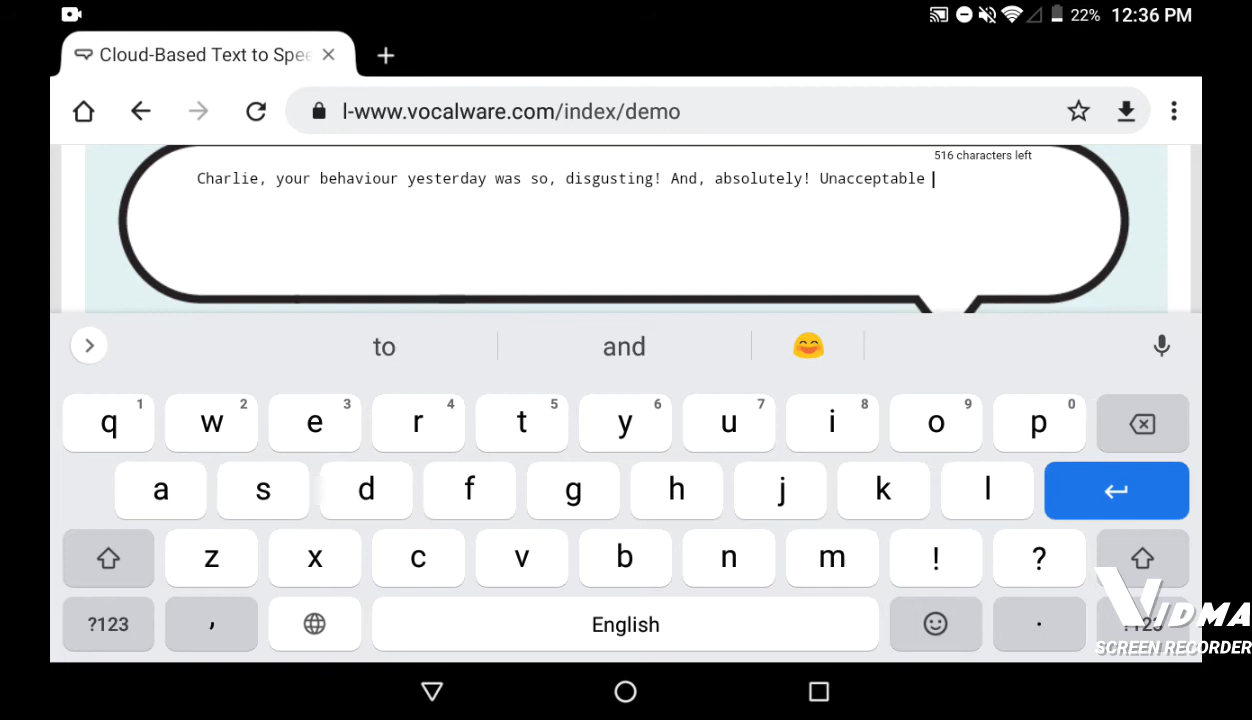 22% 12:36 PM
Cloud-Based Text to Spee
l-www.vocalware.com/index/demo
516 characters left
Charlie, your behaviour yesterday was so, disgusting! And, absolutely! Unacceptable
to and
q 1 w 2 e 3 r 4 t 5 y 6 u 7 i 8 o 9 p 0
a s d f g h j k l
z x c v b n m ! ?
?123 , English . ?123
VIDMA
SCREEN RECORDER